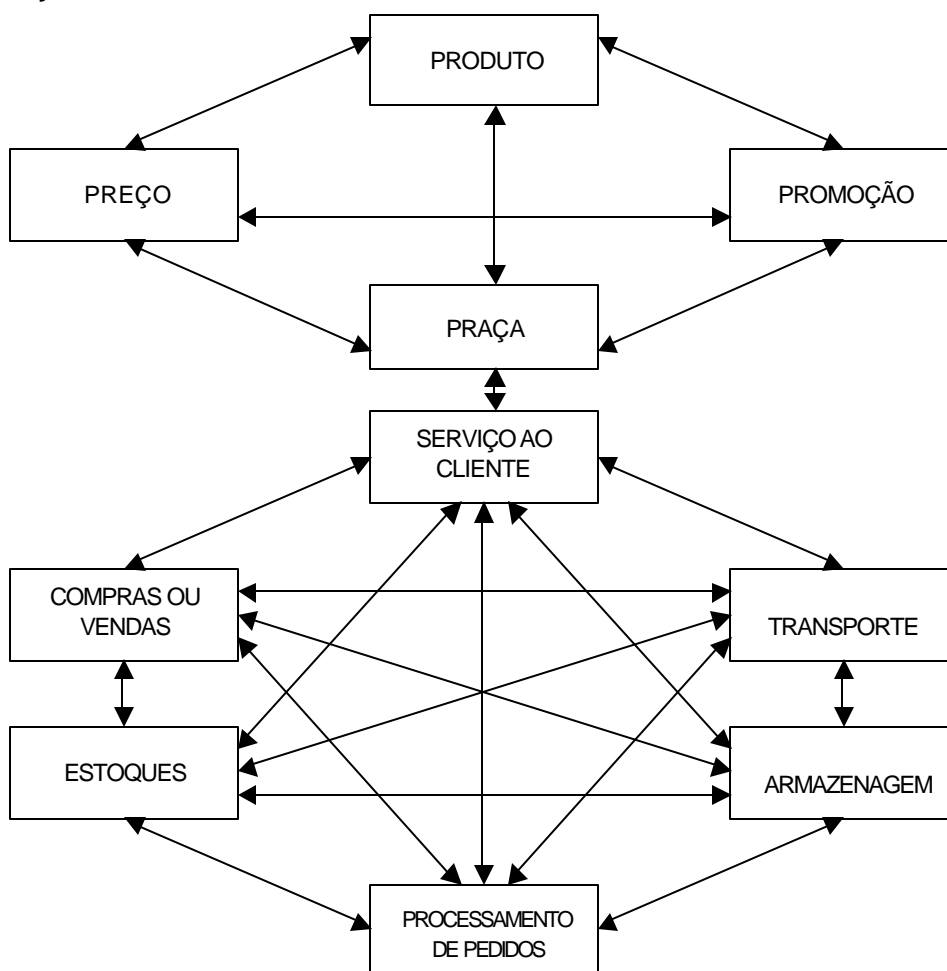 PRODUTO
PREÇO
PROMOÇÃO
PRAÇA
SERVIÇO AO
CLIENTE
COMPRAS OU
VENDAS
TRANSPORTE
ESTOQUES
ARMAZENAGEM
PROCESSAMENTO
DE PEDIDOS